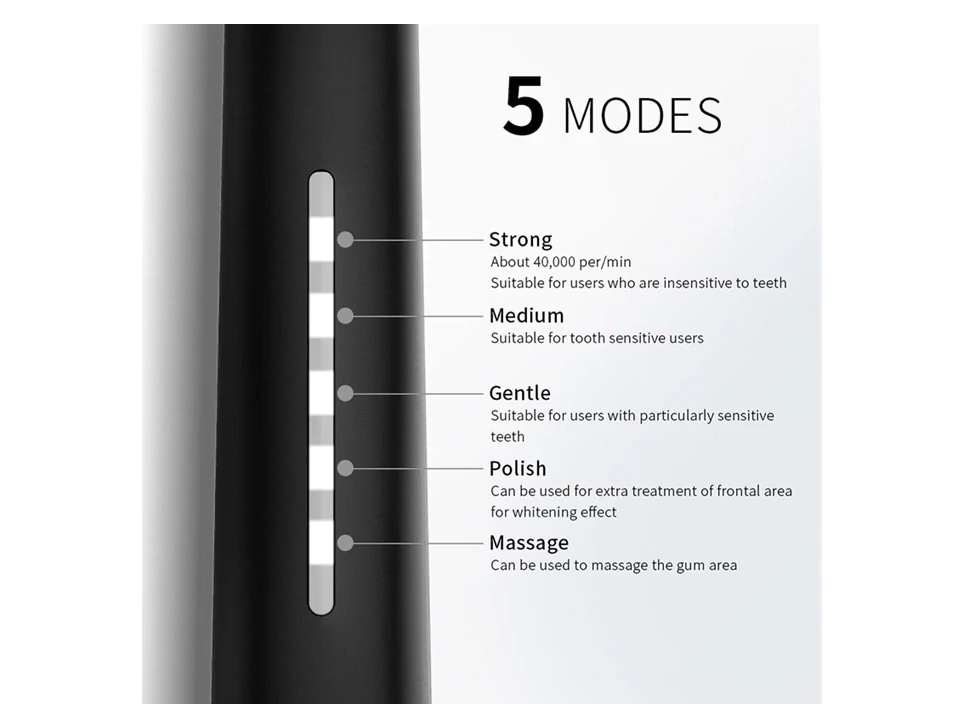 5 MODES
Strong
About 40,000 per/min
Suitable for users who are insensitive to teeth
Medium
Suitable for tooth sensitive users
Gentle
Suitable for users with particularly sensitive
teeth
Polish
Can be used for extra treatment of frontal area
for whitening effect
Massage
Can be used to massage the gum area